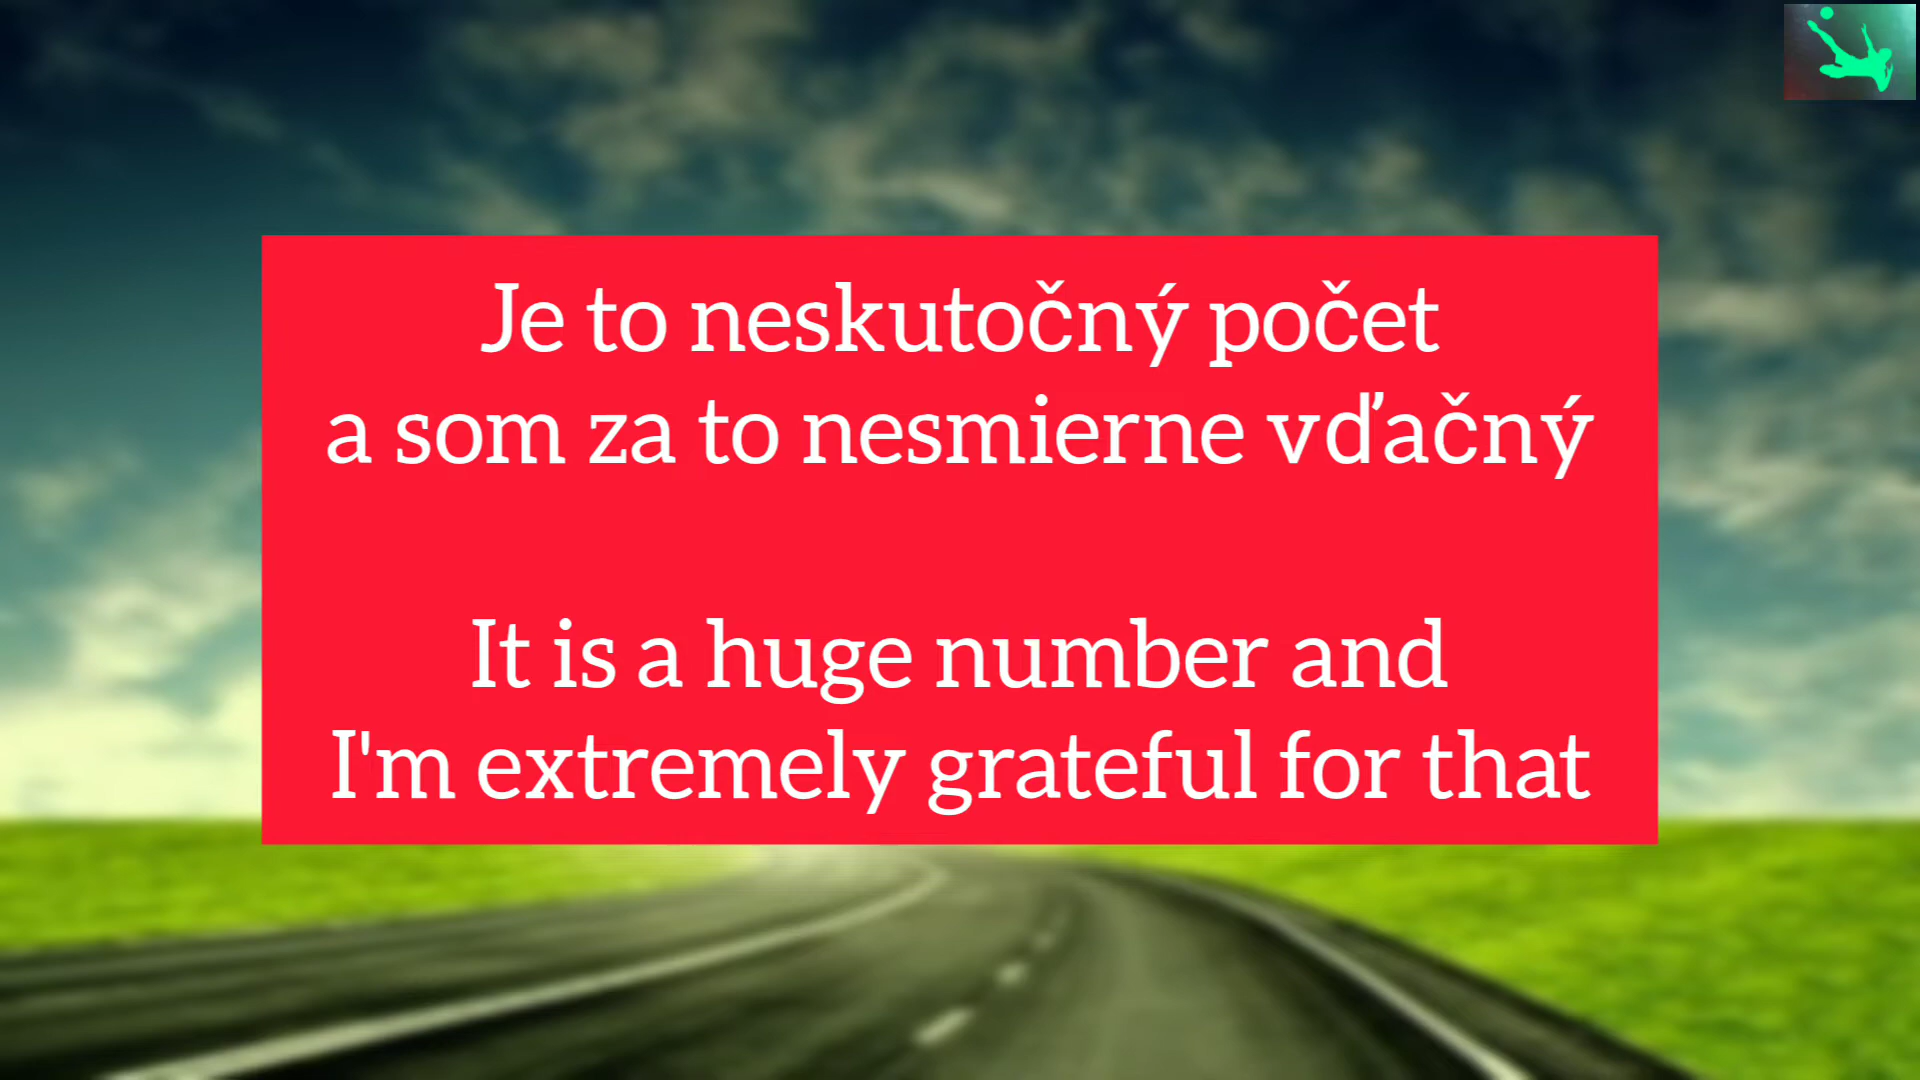 Je to neskutočný počet
a som za to nesmierne vďačný
It is a huge number and
I'm extremely grateful for that